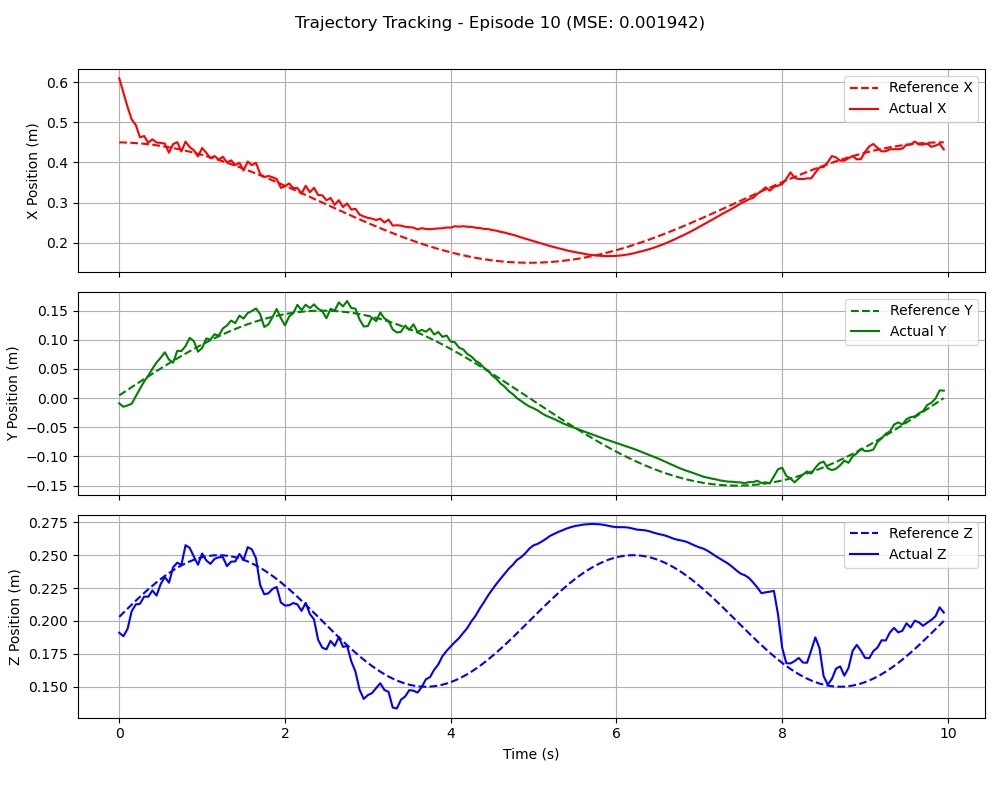 Trajectory Tracking - Episode 10 (MSE: 0.001942)
X Position (m)
0.6
0.5
0.4
0.3
0.2
Reference X
Actual X
Y Position (m)
0.15
0.10
0.05
0.00
−0.05
−0.10
−0.15
Reference Y
Actual Y
Z Position (m)
0.275
0.250
0.225
0.200
0.175
0.150
Reference Z
Actual Z
0 2 4 6 8 10
Time (s)